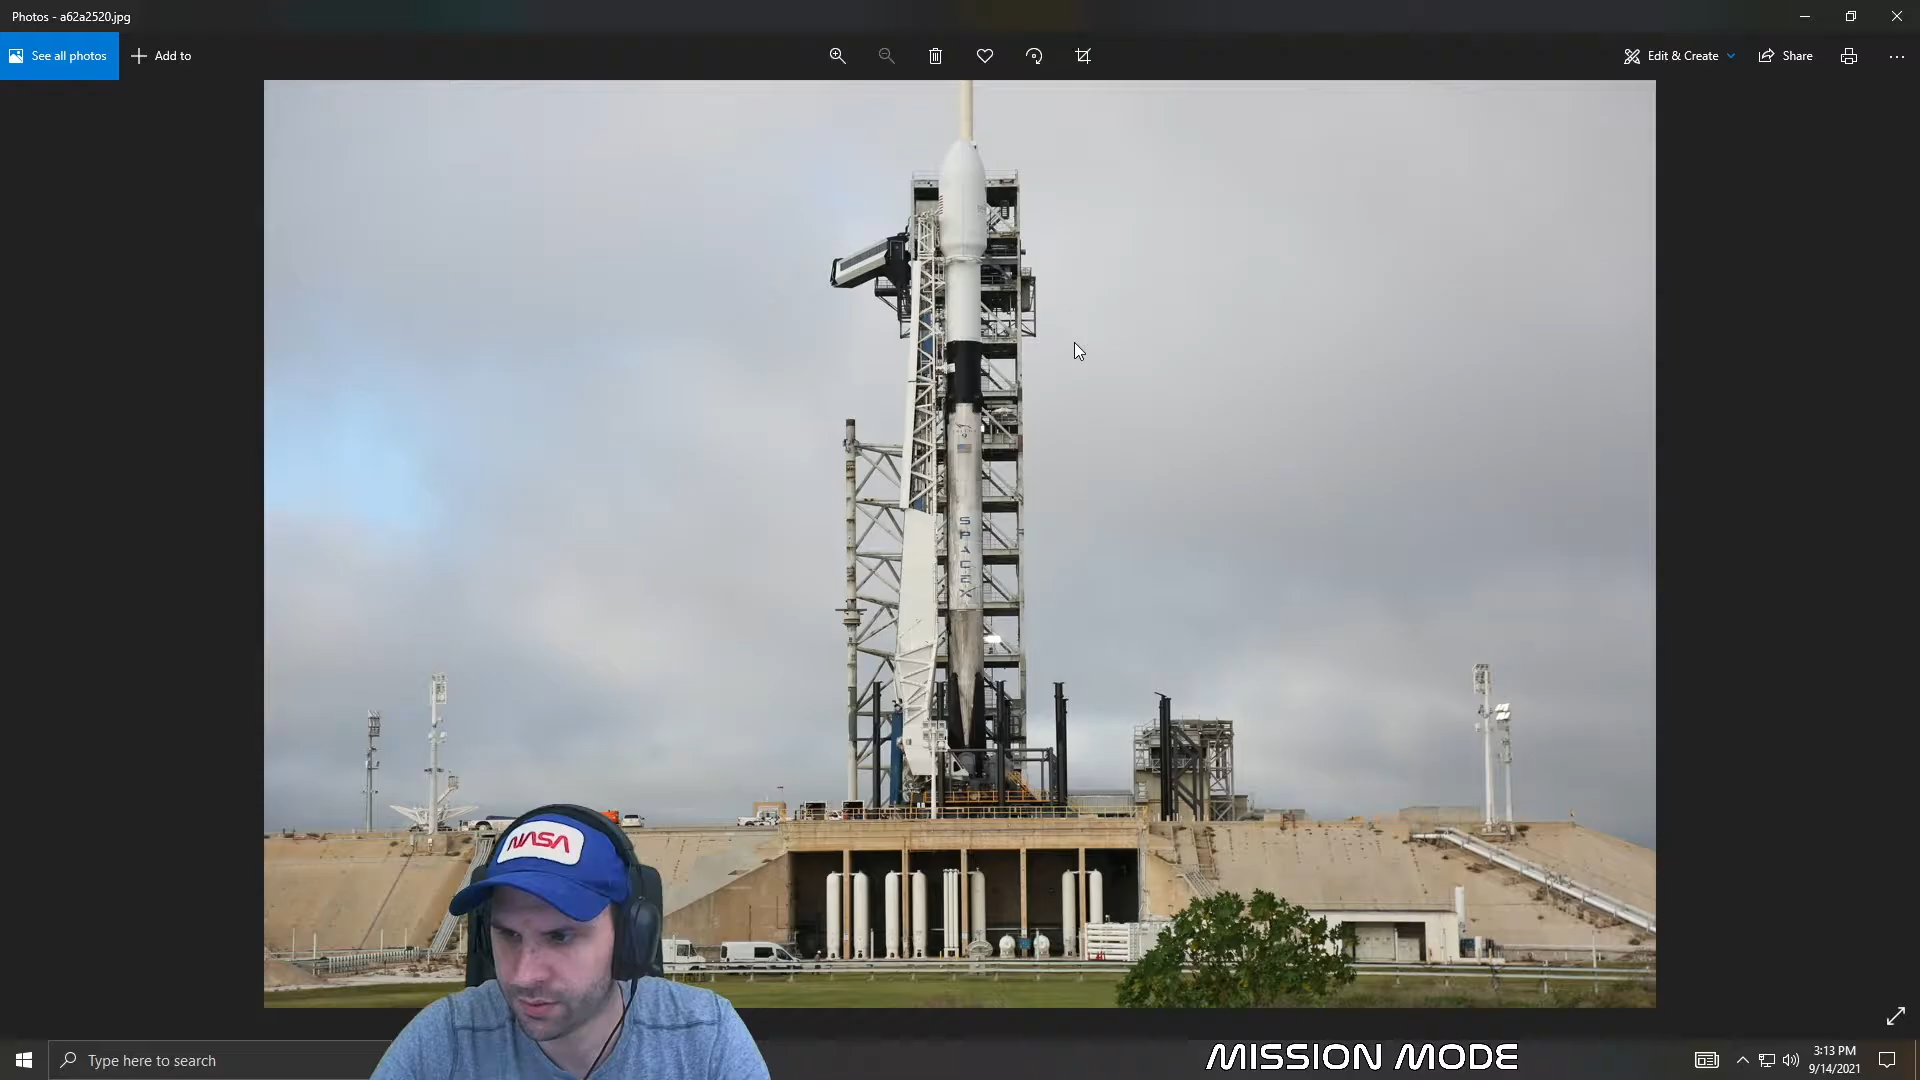 Photos - a62a2520.jpg
See all photos
Add to
Edit & Create
Share
SPACEX
NASA
Type here to search
MISSION MODE
3:13 PM
9/14/2021